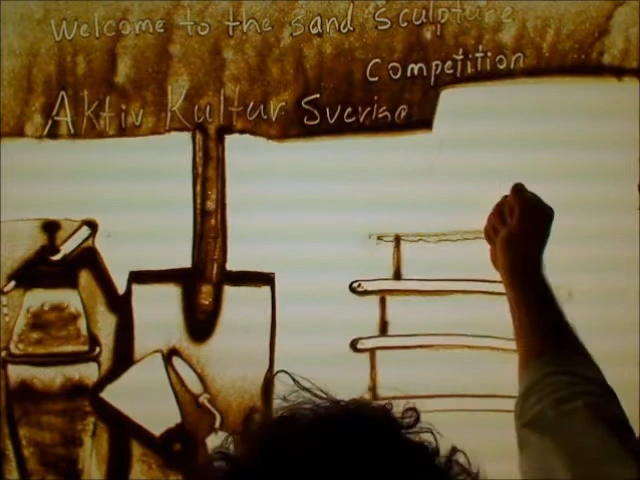 Welcome to the sand sculpture
Competition
Aktiv Kultur Sverige